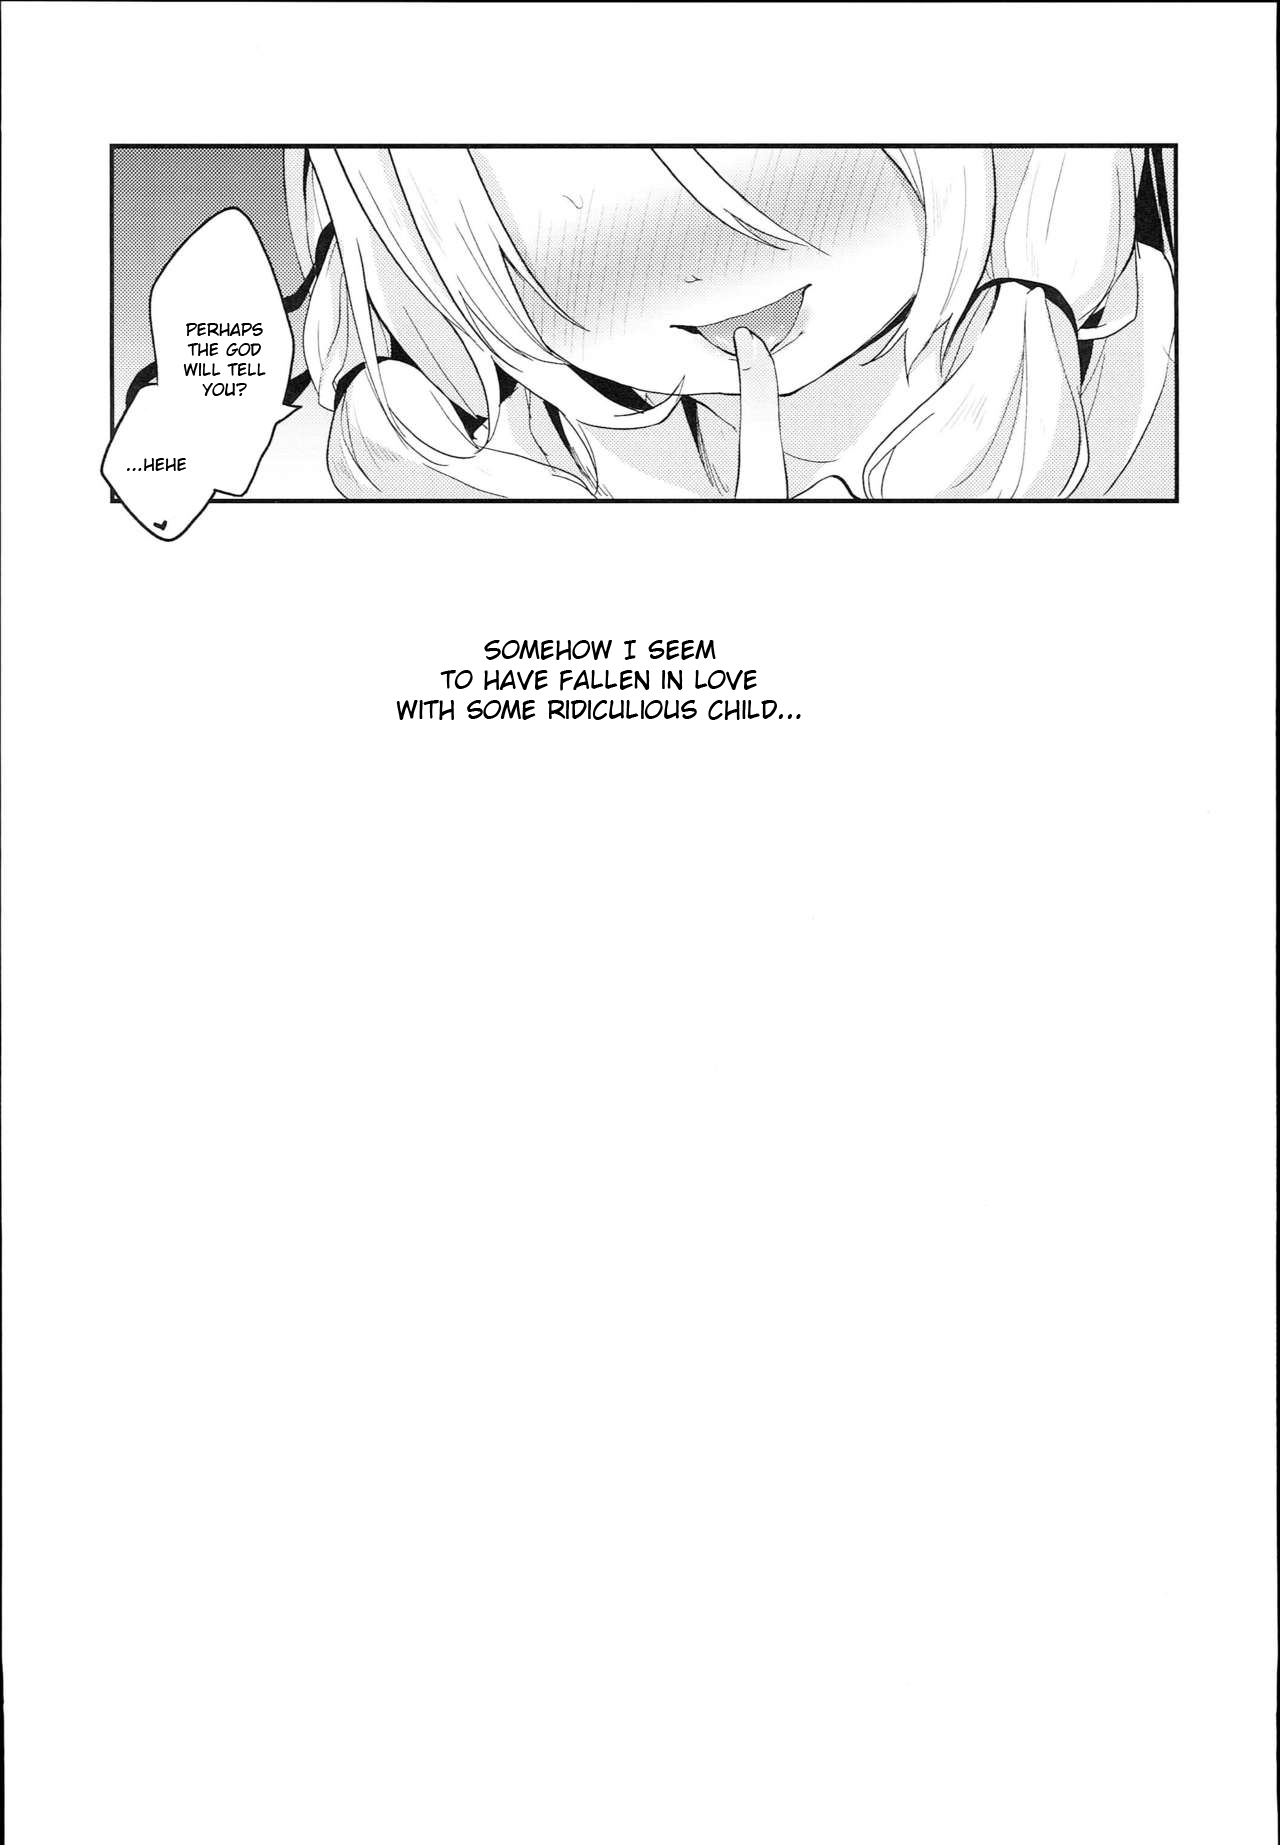 PERHAPS
THE GOD
WILL TELL
YOU?
...HEHE
SOMEHOW I SEEM
TO HAVE FALLEN IN LOVE
WITH SOME RIDICULIOUS CHILD...